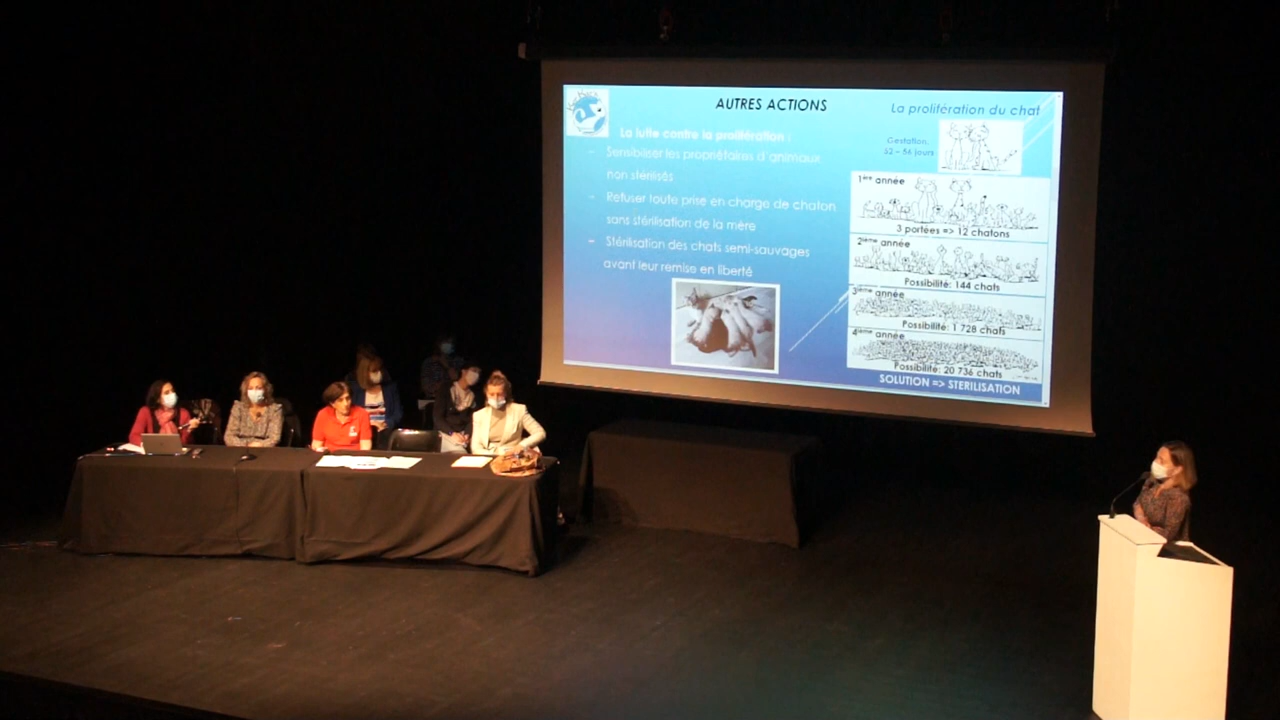 AUTRES ACTIONS
La lutte contre la prolifération :
- Sensibiliser les propriétaires d'animaux
non stérilisés
- Refuser toute prise en charge de chaton
sans stérilisation de la mère
- Stérilisation des chats semi-sauvages
avant leur remise en liberté
La prolifération du chat
Gestation:
52 – 56 jours
1ère année
3 portées => 12 chatons
2ième année
Possibilité: 144 chats
3ième année
Possibilité: 1 728 chats
4ième année
Possibilité: 20 736 chats
SOLUTION => STERILISATION